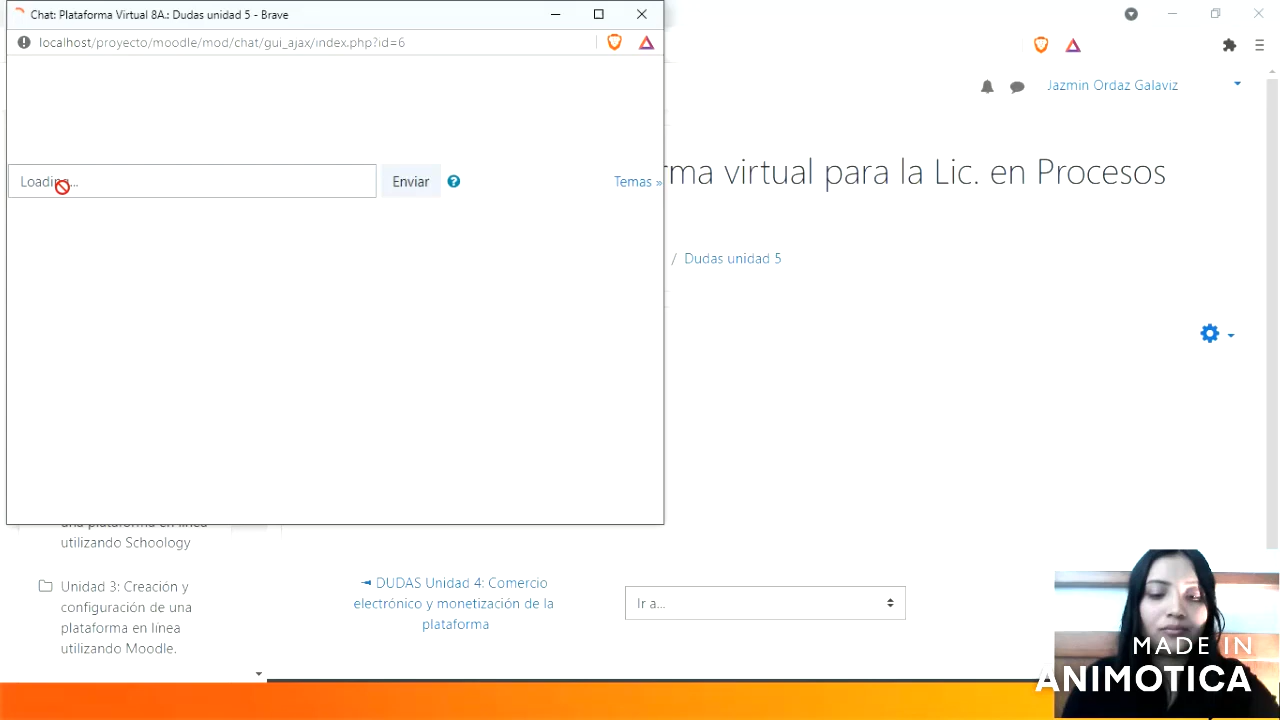 Chat: Plataforma Virtual 8A.: Dudas unidad 5 - Brave
localhost/proyecto/moodle/mod/chat/gui_ajax/index.php?id=6
Jazmin Ordaz Galaviz
Loading...
Enviar
Temas »
rma virtual para la Lic. en Procesos
/ Dudas unidad 5
una plataforma en línea
utilizando Schoology
Unidad 3: Creación y
configuración de una
plataforma en línea
utilizando Moodle.
◄ DUDAS Unidad 4: Comercio
electrónico y monetización de la
plataforma
Ir a...
MADE IN
ANIMOTICA